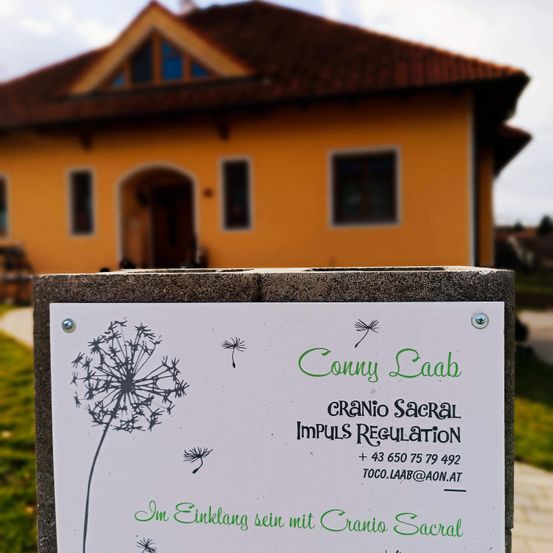 Conny Laab
CRANIO SACRAL
IMPULS REGULATION
+ 43 650 75 79 492
TOCO.LAAB@AON.AT
Im Einklang sein mit Cranio Sacral